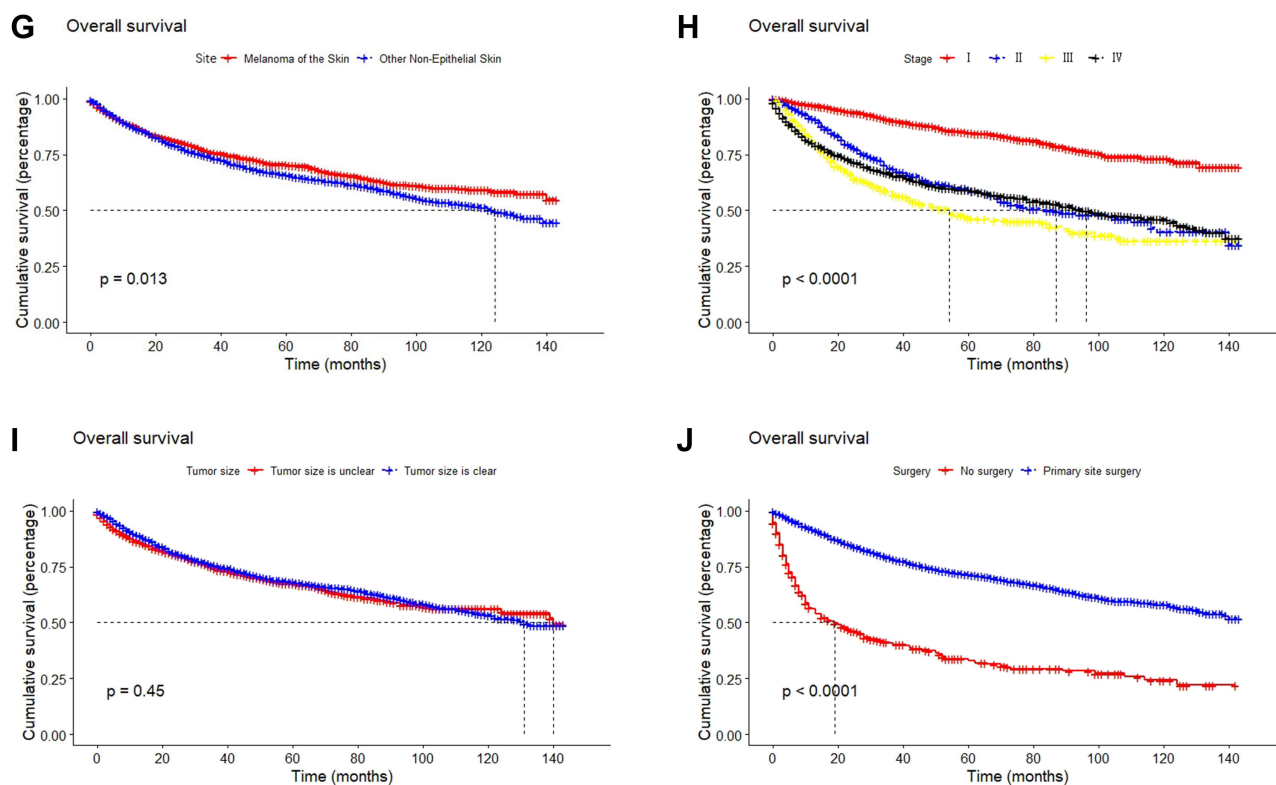 G Overall survival
Site Melanoma of the Skin Other Non-Epithelial Skin
Cumulative survival (percentage)
1.00
0.75
0.50
0.25
0.00
p = 0.013
0 20 40 60 80 100 120 140
Time (months)
H Overall survival
Stage I II III IV
Cumulative survival (percentage)
1.00
0.75
0.50
0.25
0.00
p < 0.0001
0 20 40 60 80 100 120 140
Time (months)
I Overall survival
Tumor size Tumor size is unclear Tumor size is clear
Cumulative survival (percentage)
1.00
0.75
0.50
0.25
0.00
p = 0.45
0 20 40 60 80 100 120 140
Time (months)
J Overall survival
Surgery No surgery Primary site surgery
Cumulative survival (percentage)
1.00
0.75
0.50
0.25
0.00
p < 0.0001
0 20 40 60 80 100 120 140
Time (months)